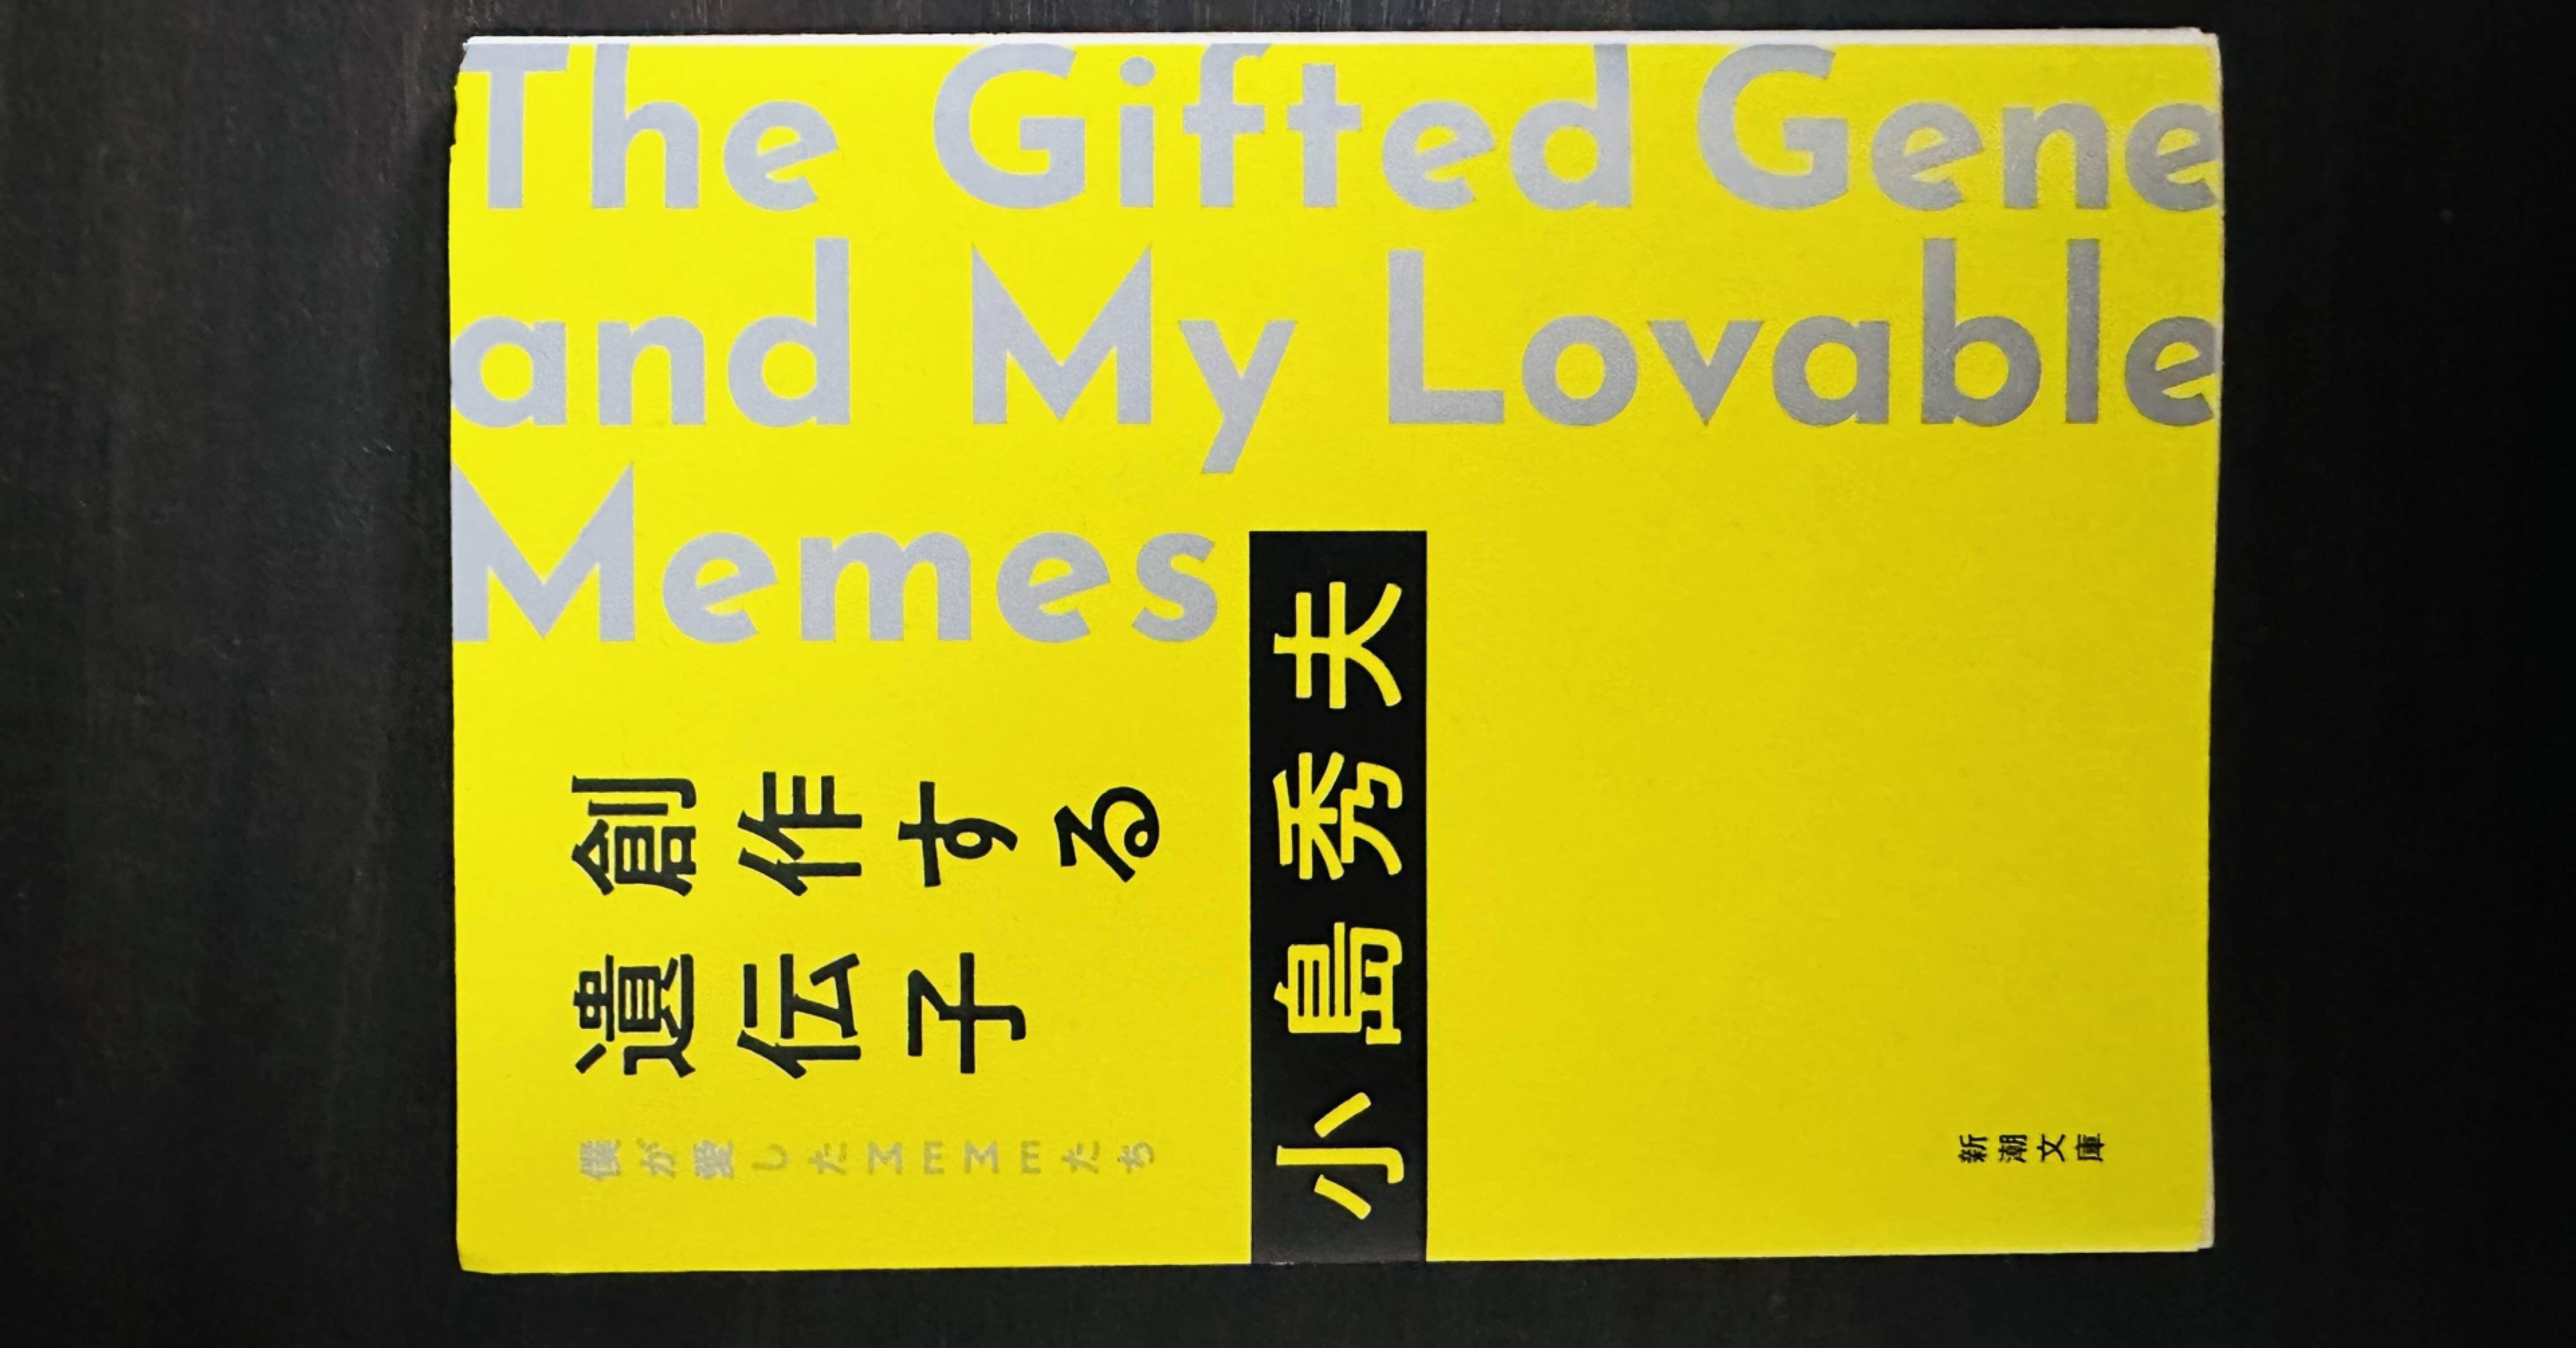 The Gifted Gene
and My Lovable
Memes
創作する
遺伝子
僕が愛したMEMEたち
小島秀夫
新潮文庫